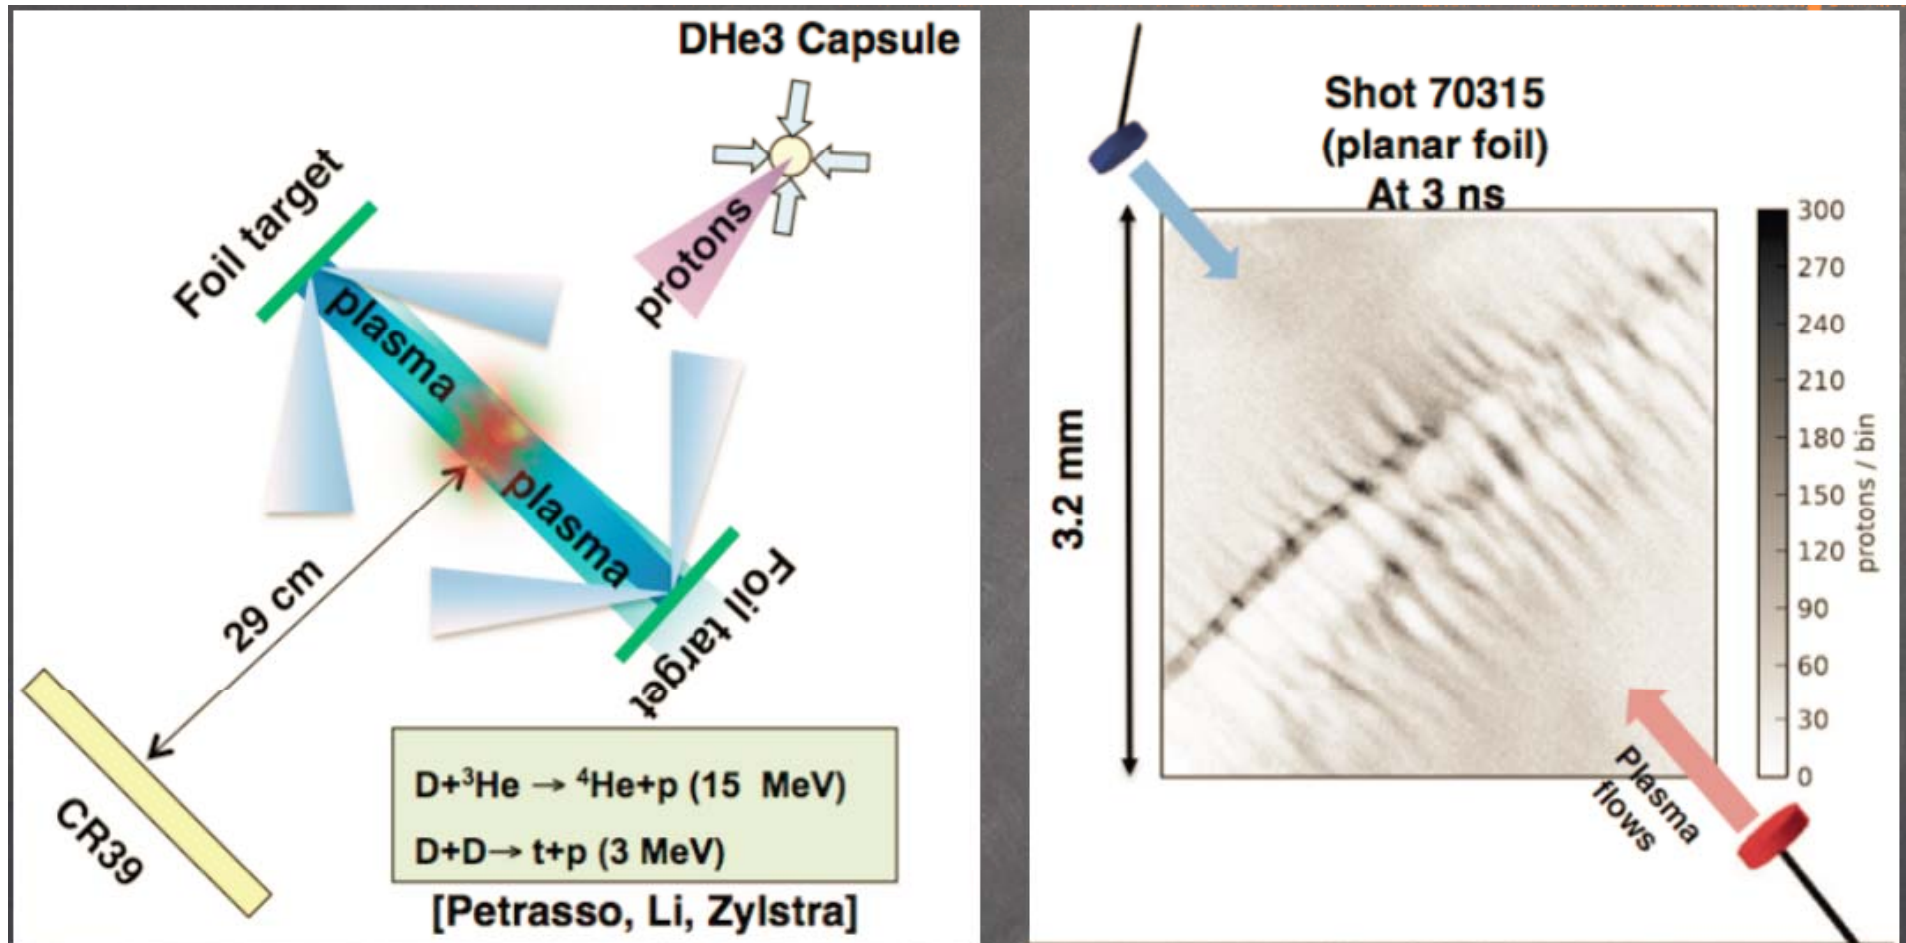 DHe3 Capsule
Foil target
protons
plasma
plasma
Foil target
29 cm
CR39
D+³He → ⁴He+p (15 MeV)
D+D→ t+p (3 MeV)
[Petrasso, Li, Zylstra]
Shot 70315
(planar foil)
At 3 ns
3.2 mm
300
270
240
210
180
150
120
90
60
30
0
protons / bin
Plasma
flows